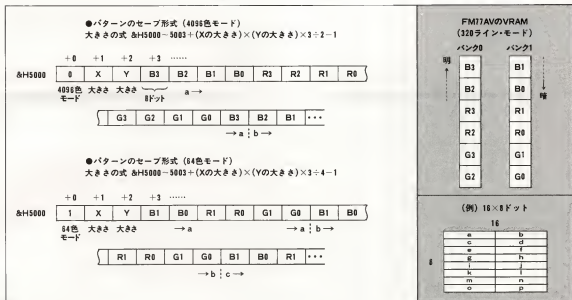 ●パターンのセーブ形式（4096色モード）
大きさの式 &H5000~5003+(Xの大きさ)×(Yの大きさ)×3÷2−1
+0 +1 +2 +3 ……
&H5000 0 X Y B3 B2 B1 B0 R3 R2 R1 R0
4096色モード 大きさ 大きさ 8ドット a→
G3 G2 G1 G0 B3 B2 B1 •••
→a b→
●パターンのセーブ形式（64色モード）
大きさの式 &H5000~5003+(Xの大きさ)×(Yの大きさ)×3÷4−1
+0 +1 +2 +3 ……
&H5000 1 X Y B1 B0 R1 R0 G1 G0 B1 B0
64色モード 大きさ 大きさ →a →a b→
R1 R0 G1 G0 B1 B0 R1 •••
→b c→
FM77AVのVRAM
(320ライン・モード)
バンク0 バンク1
明
暗
B3 B1
B2 B0
R3 R1
R2 R0
G3 G1
G2 G0
(例) 16×8ドット
16
8
a b
c d
e f
g h
i j
k l
m n
o p